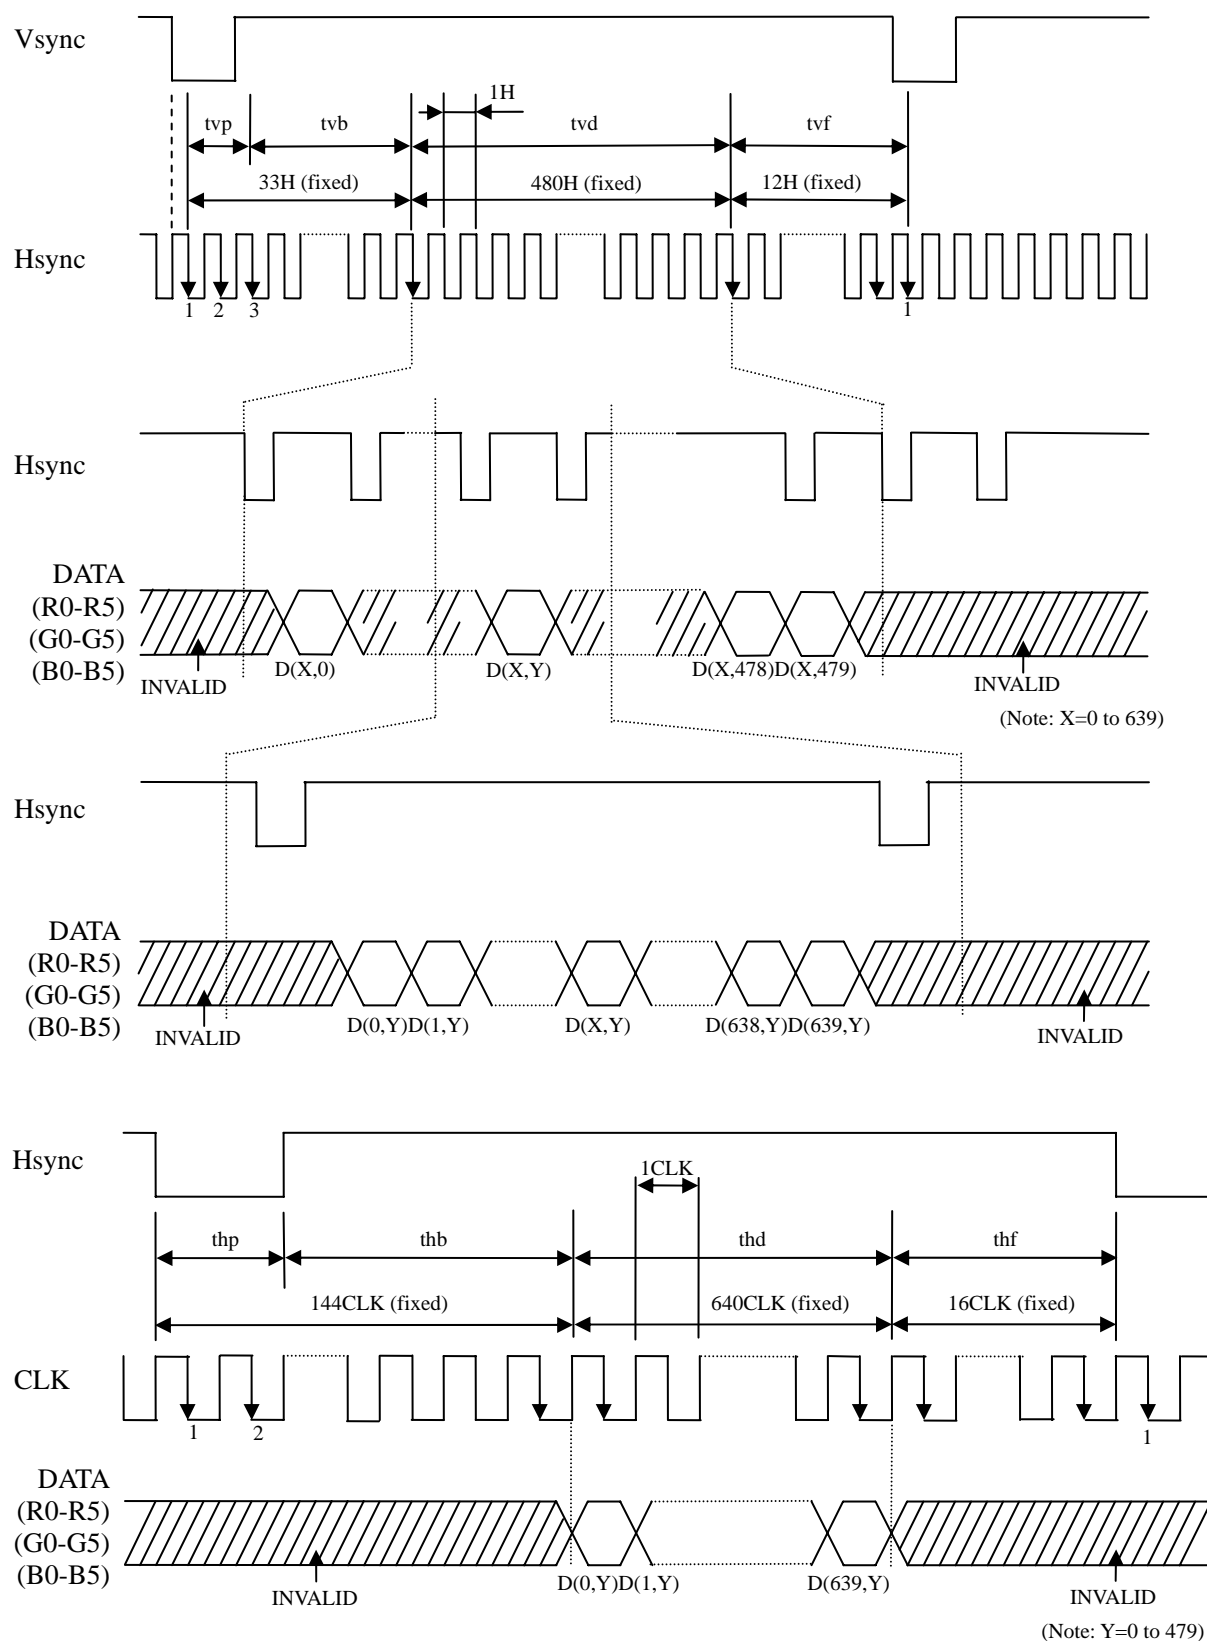 Vsync
1H
tvp
tvb
tvd
tvf
33H (fixed)
480H (fixed)
12H (fixed)
Hsync
1
2
3
1
Hsync
DATA
(R0-R5)
(G0-G5)
(B0-B5)
INVALID
D(X,0)
D(X,Y)
D(X,478)D(X,479)
INVALID
(Note: X=0 to 639)
Hsync
DATA
(R0-R5)
(G0-G5)
(B0-B5)
INVALID
D(0,Y)D(1,Y)
D(X,Y)
D(638,Y)D(639,Y)
INVALID
Hsync
1CLK
thp
thb
thd
thf
144CLK (fixed)
640CLK (fixed)
16CLK (fixed)
CLK
1
2
1
DATA
(R0-R5)
(G0-G5)
(B0-B5)
INVALID
D(0,Y)D(1,Y)
D(639,Y)
INVALID
(Note: Y=0 to 479)